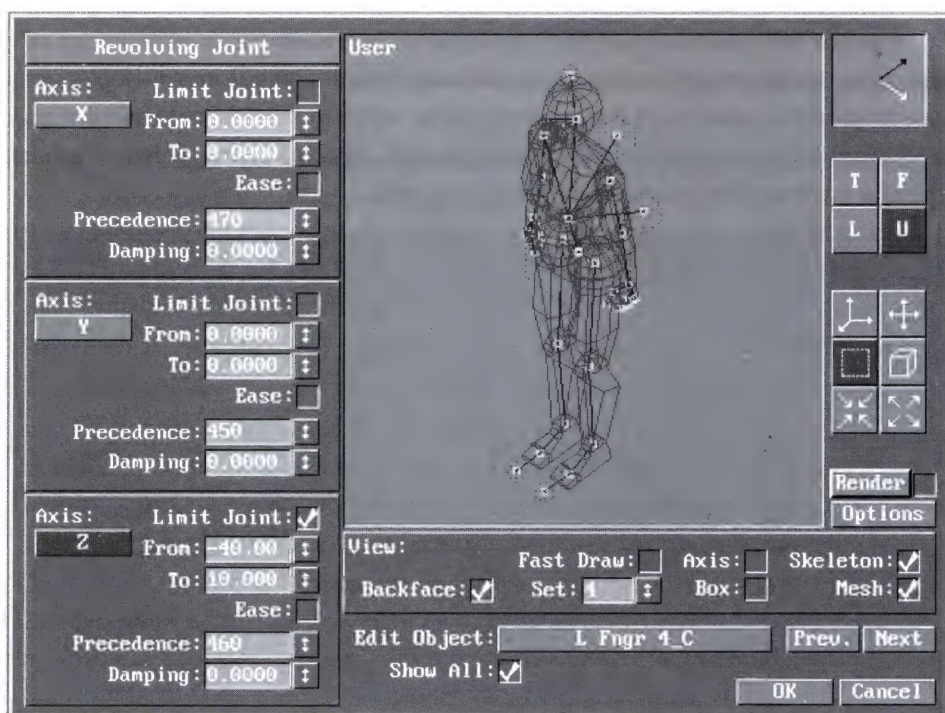 Revolving Joint
Axis: Limit Joint:
X From: 0.0000
To: 0.0000
Ease:
Precedence: 470
Damping: 0.0000
Axis: Limit Joint:
Y From: 0.0000
To: 0.0000
Ease:
Precedence: 450
Damping: 0.0000
Axis: Limit Joint:
Z From: -40.00
To: 10.000
Ease:
Precedence: 460
Damping: 0.0000
User
T F
L U
Render
Options
View:
Fast Draw: Axis: Skeleton:
Backface: Set: Box: Mesh:
Edit Object: L Fngr 4_C Prev. Next
Show All:
OK Cancel